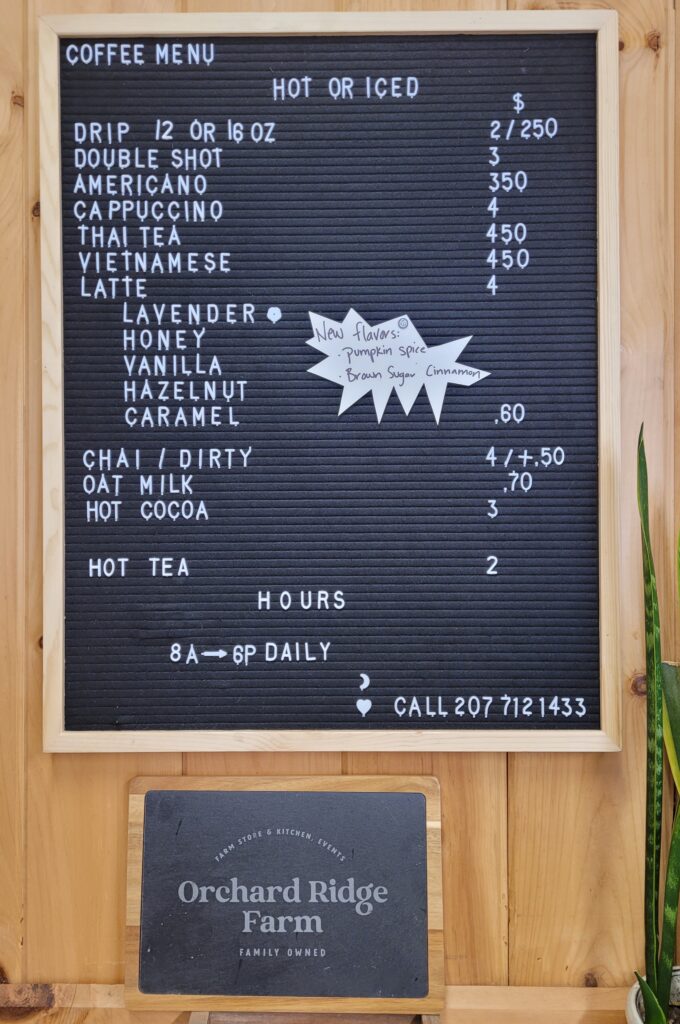 COFFEE MENU
HOT OR ICED
$
DRIP 12 OR 16 OZ 2/250
DOUBLE SHOT 3
AMERICANO 350
CAPPUCCINO 4
THAI TEA 450
VIETNAMESE 450
LATTE 4
LAVENDER
HONEY
VANILLA
HAZELNUT
CARAMEL .60
New flavors:
· Pumpkin spice
· Brown Sugar Cinnamon
CHAI / DIRTY 4/+.50
OAT MILK .70
HOT COCOA 3
HOT TEA 2
HOURS
8A→6P DAILY
CALL 207 712 1433
FARM STORE & KITCHEN, EVENTS
Orchard Ridge
Farm
FAMILY OWNED